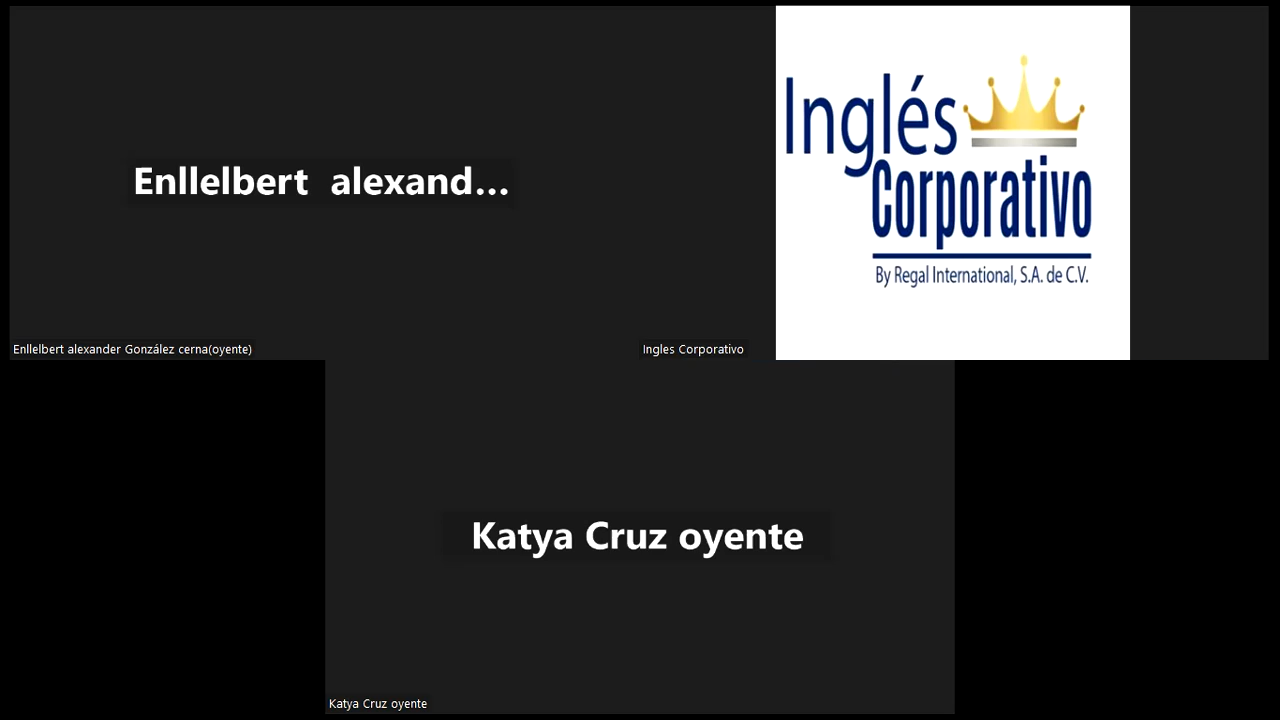 Enllelbert  alexand...
Enllelbert alexander González cerna(oyente)
Inglés
Corporativo
By Regal International, S.A. de C.V.
Ingles Corporativo
Katya Cruz oyente
Katya Cruz oyente